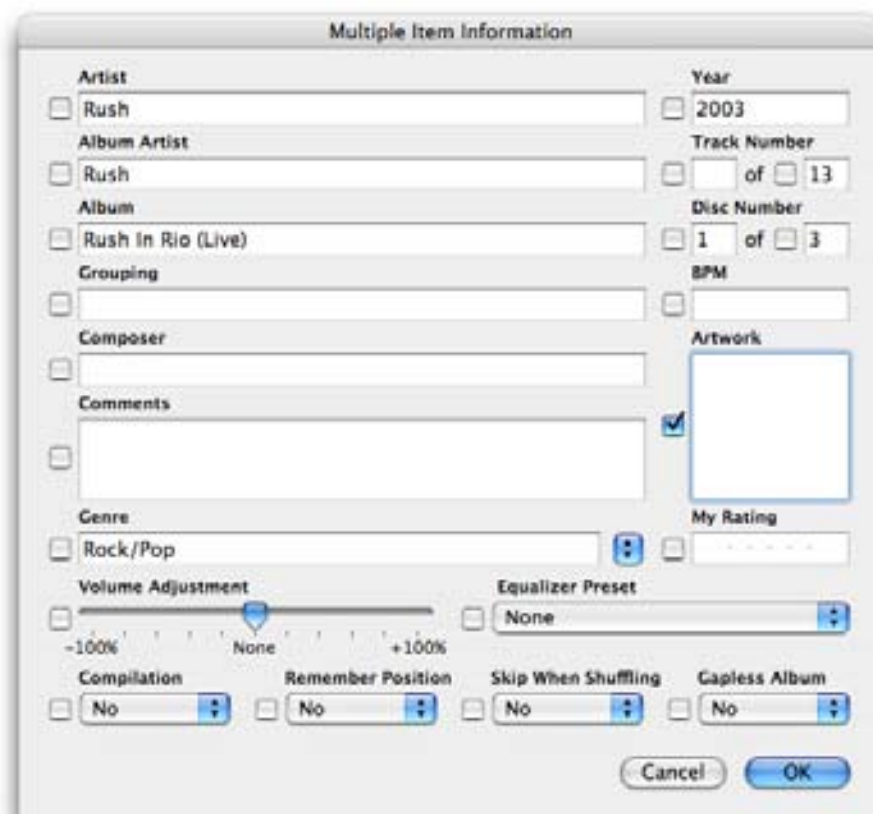 Multiple Item Information
Artist Year
Rush 2003
Album Artist Track Number
Rush of 13
Album Disc Number
Rush In Rio (Live) 1 of 3
Grouping BPM
Composer Artwork
Comments
Genre My Rating
Rock/Pop
Volume Adjustment Equalizer Preset
None
-100% None +100%
Compilation Remember Position Skip When Shuffling Gapless Album
No No No No
Cancel OK